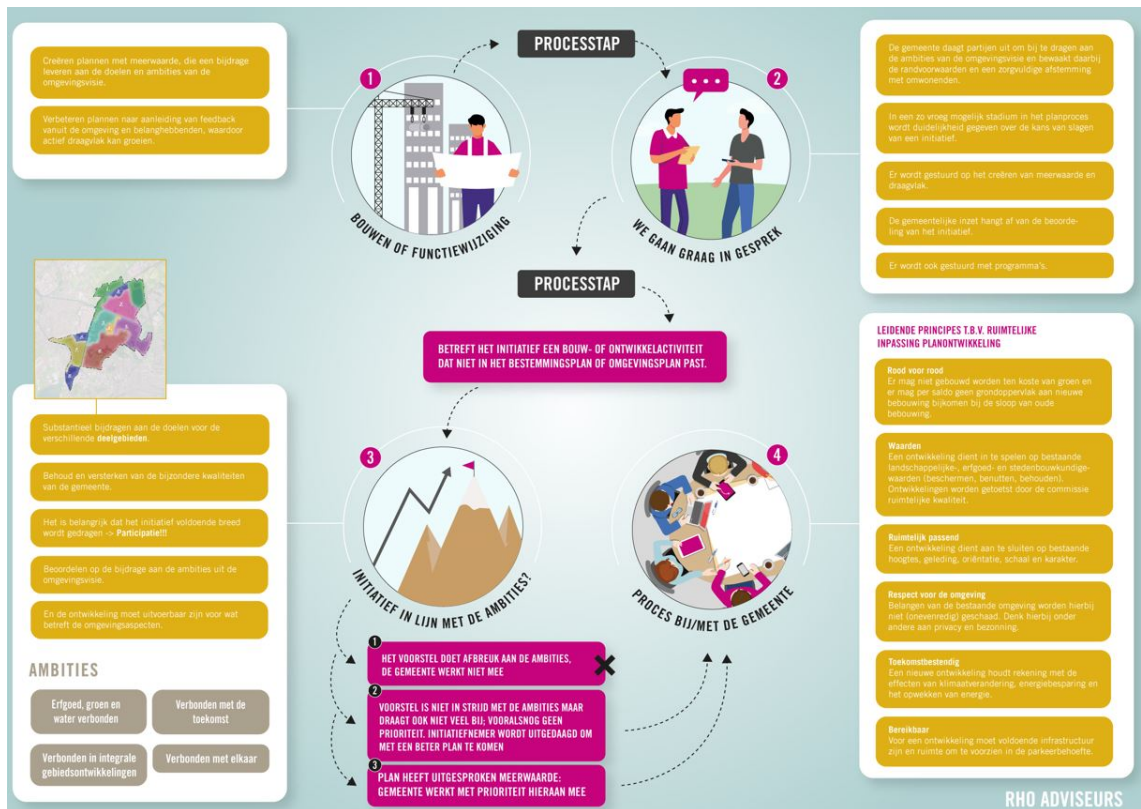 Creëren plannen met meerwaarde, die een bijdrage
leveren aan de doelen en ambities van de
omgevingsvisie.
Verbeteren plannen naar aanleiding van feedback
vanuit de omgeving en belanghebbenden, waardoor
actief draagvlak kan groeien.
PROCESSTAP
1
BOUWEN OF FUNCTIEWIJZIGING
2
WE GAAN GRAAG IN GESPREK
De gemeente daagt partijen uit om bij te dragen aan
de ambities van de omgevingsvisie en bewaakt daarbij
de randvoorwaarden en een zorgvuldige afstemming
met omwonenden.
In een zo vroeg mogelijk stadium in het planproces
wordt duidelijkheid gegeven over de kans van slagen
van een initiatief.
Er wordt gestuurd op het creëren van meerwaarde en
draagvlak.
De gemeentelijke inzet hangt af van de beoorde-
ling van het initiatief.
Er wordt ook gestuurd met programma's.
PROCESSTAP
BETREFT HET INITIATIEF EEN BOUW- OF ONTWIKKELACTIVITEIT
DAT NIET IN HET BESTEMMINGSPLAN OF OMGEVINGSPLAN PAST.
Substantieel bijdragen aan de doelen voor de
verschillende deelgebieden.
Behoud en versterken van de bijzondere kwaliteiten
van de gemeente.
Het is belangrijk dat het initiatief voldoende breed
wordt gedragen -> Participatie!!!
Beoordelen op de bijdrage aan de ambities uit de
omgevingsvisie.
En de ontwikkeling moet uitvoerbaar zijn voor wat
betreft de omgevingsaspecten.
AMBITIES
Erfgoed, groen en
water verbonden
Verbonden met de
toekomst
Verbonden in integrale
gebiedsontwikkelingen
Verbonden met elkaar
3
INITIATIEF IN LIJN MET DE AMBITIES?
4
PROCES BIJ/MET DE GEMEENTE
1
HET VOORSTEL DOET AFBREUK AAN DE AMBITIES,
DE GEMEENTE WERKT NIET MEE
2
VOORSTEL IS NIET IN STRIJD MET DE AMBITIES MAAR
DRAAGT OOK NIET VEEL BIJ; VOORALSNOG GEEN
PRIORITEIT. INITIATIEFNEMER WORDT UITGEDAAGD OM
MET EEN BETER PLAN TE KOMEN
3
PLAN HEEFT UITGESPROKEN MEERWAARDE:
GEMEENTE WERKT MET PRIORITEIT HIERAAN MEE
LEIDENDE PRINCIPES T.B.V. RUIMTELIJKE
INPASSING PLANONTWIKKELING
Rood voor rood
Er mag niet gebouwd worden ten koste van groen en
er mag per saldo geen grondoppervlak aan nieuwe
bebouwing bijkomen bij de sloop van oude
bebouwing.
Waarden
Een ontwikkeling dient in te spelen op bestaande
landschappelijke-, erfgoed- en stedenbouwkundige-
waarden (beschermen, benutten, behouden).
Ontwikkelingen worden getoetst door de commissie
ruimtelijke kwaliteit.
Ruimtelijk passend
Een ontwikkeling dient aan te sluiten op bestaande
hoogtes, geleding, oriëntatie, schaal en karakter.
Respect voor de omgeving
Belangen van de bestaande omgeving worden hierbij
niet (onevenredig) geschaad. Denk hierbij onder
andere aan privacy en bezonning.
Toekomstbestendig
Een nieuwe ontwikkeling houdt rekening met de
effecten van klimaatverandering, energiebesparing en
het opwekken van energie.
Bereikbaar
Voor een ontwikkeling moet voldoende infrastructuur
zijn en ruimte om te voorzien in de parkeerbehoefte.
RHO ADVISEURS